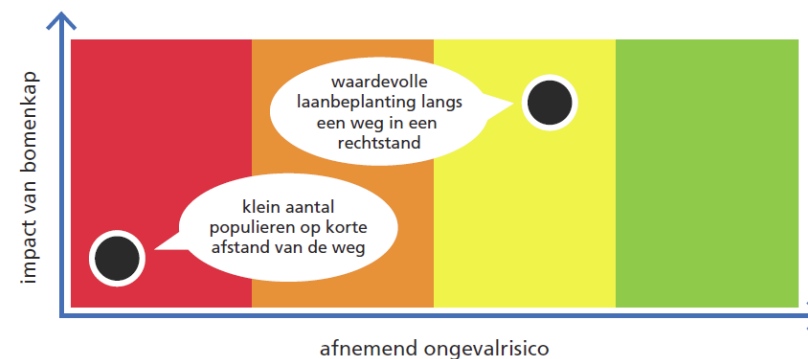 impact van bomenkap
waardevolle
laanbeplanting langs
een weg in een
rechtstand
klein aantal
populieren op korte
afstand van de weg
afnemend ongevalrisico